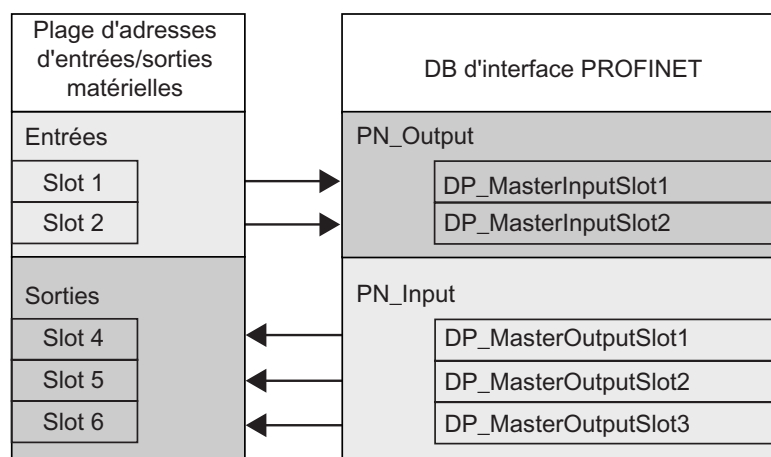 Plage d'adresses
d'entrées/sorties
matérielles
DB d'interface PROFINET
Entrées
Slot 1
Slot 2
PN_Output
DP_MasterInputSlot1
DP_MasterInputSlot2
Sorties
Slot 4
Slot 5
Slot 6
PN_Input
DP_MasterOutputSlot1
DP_MasterOutputSlot2
DP_MasterOutputSlot3